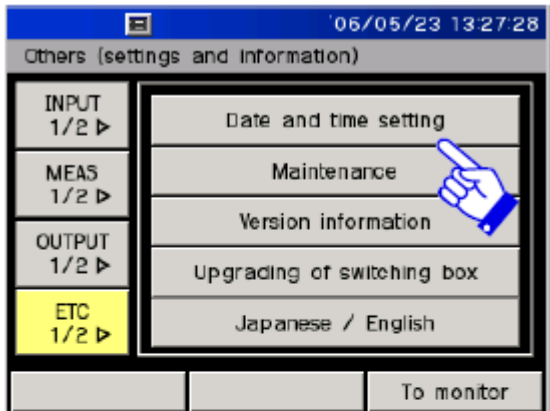 '06/05/23 13:27:28
Others (settings and information)
INPUT
1/2 ▷
MEAS
1/2 ▷
OUTPUT
1/2 ▷
ETC
1/2 ▷
Date and time setting
Maintenance
Version information
Upgrading of switching box
Japanese / English
To monitor